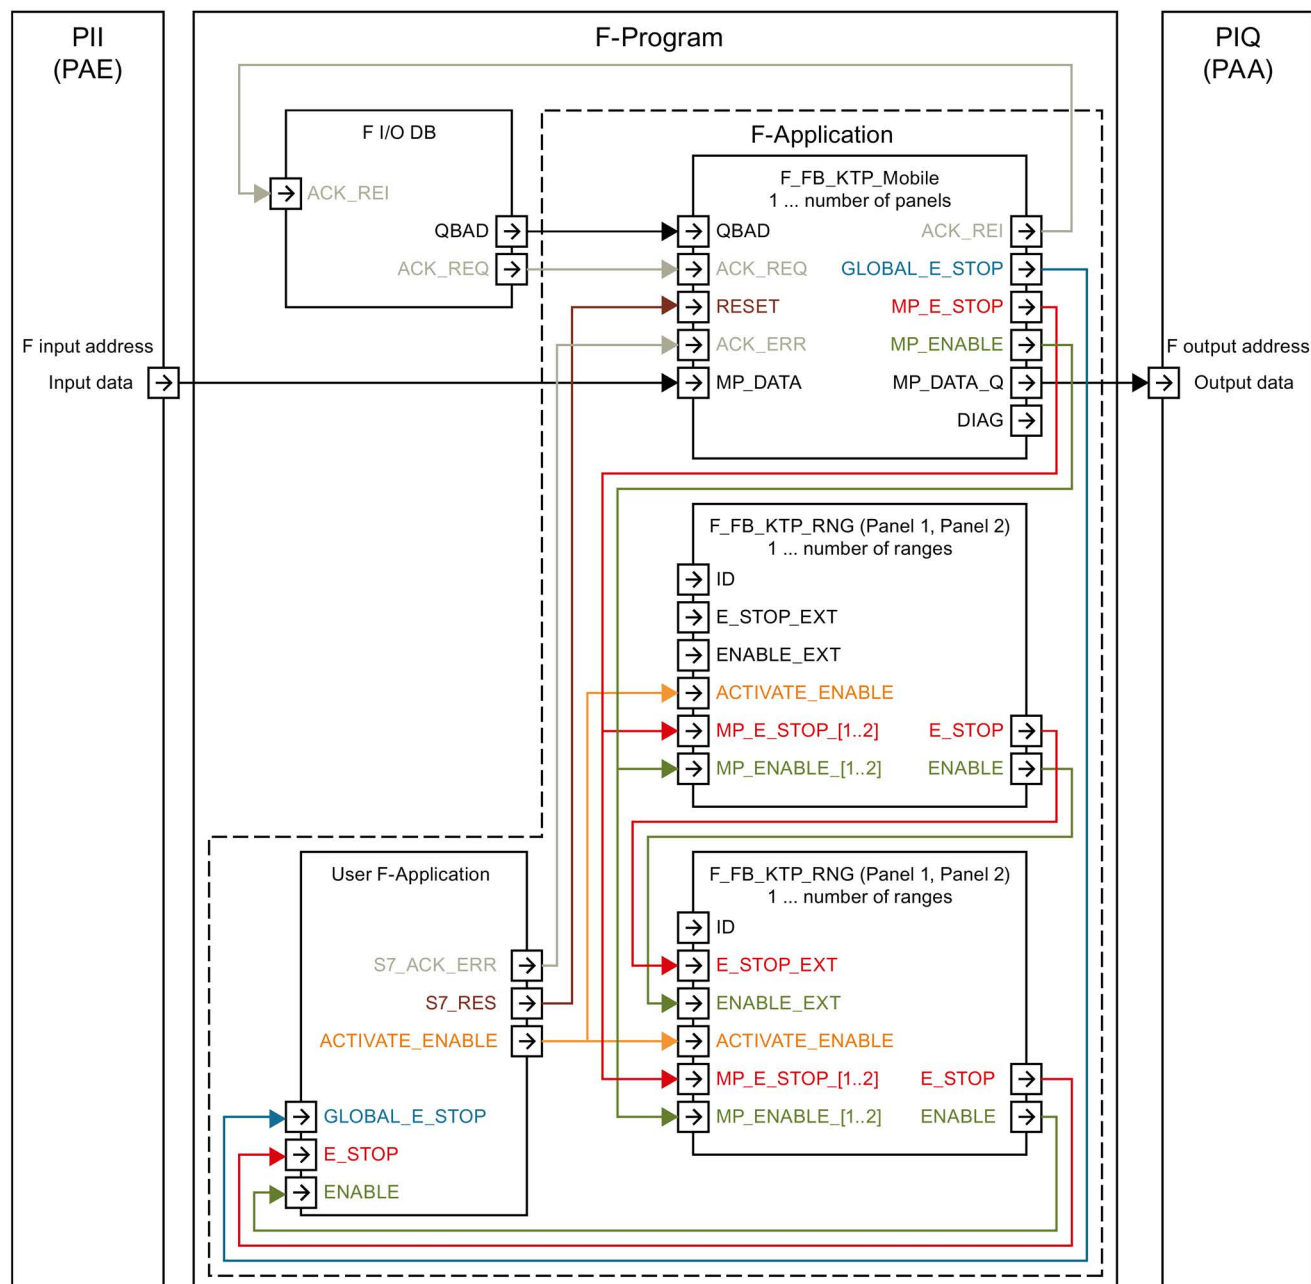 PII
(PAE)
F-Program
PIQ
(PAA)
F I/O DB
ACK_REI
QBAD
ACK_REQ
F-Application
F_FB_KTP_Mobile
1 ... number of panels
QBAD
ACK_REI
ACK_REQ
GLOBAL_E_STOP
RESET
MP_E_STOP
ACK_ERR
MP_ENABLE
MP_DATA
MP_DATA_Q
DIAG
F input address
Input data
F output address
Output data
F_FB_KTP_RNG (Panel 1, Panel 2)
1 ... number of ranges
ID
E_STOP_EXT
ENABLE_EXT
ACTIVATE_ENABLE
MP_E_STOP_[1..2]
E_STOP
MP_ENABLE_[1..2]
ENABLE
User F-Application
S7_ACK_ERR
S7_RES
ACTIVATE_ENABLE
GLOBAL_E_STOP
E_STOP
ENABLE
F_FB_KTP_RNG (Panel 1, Panel 2)
1 ... number of ranges
ID
E_STOP_EXT
ENABLE_EXT
ACTIVATE_ENABLE
MP_E_STOP_[1..2]
E_STOP
MP_ENABLE_[1..2]
ENABLE